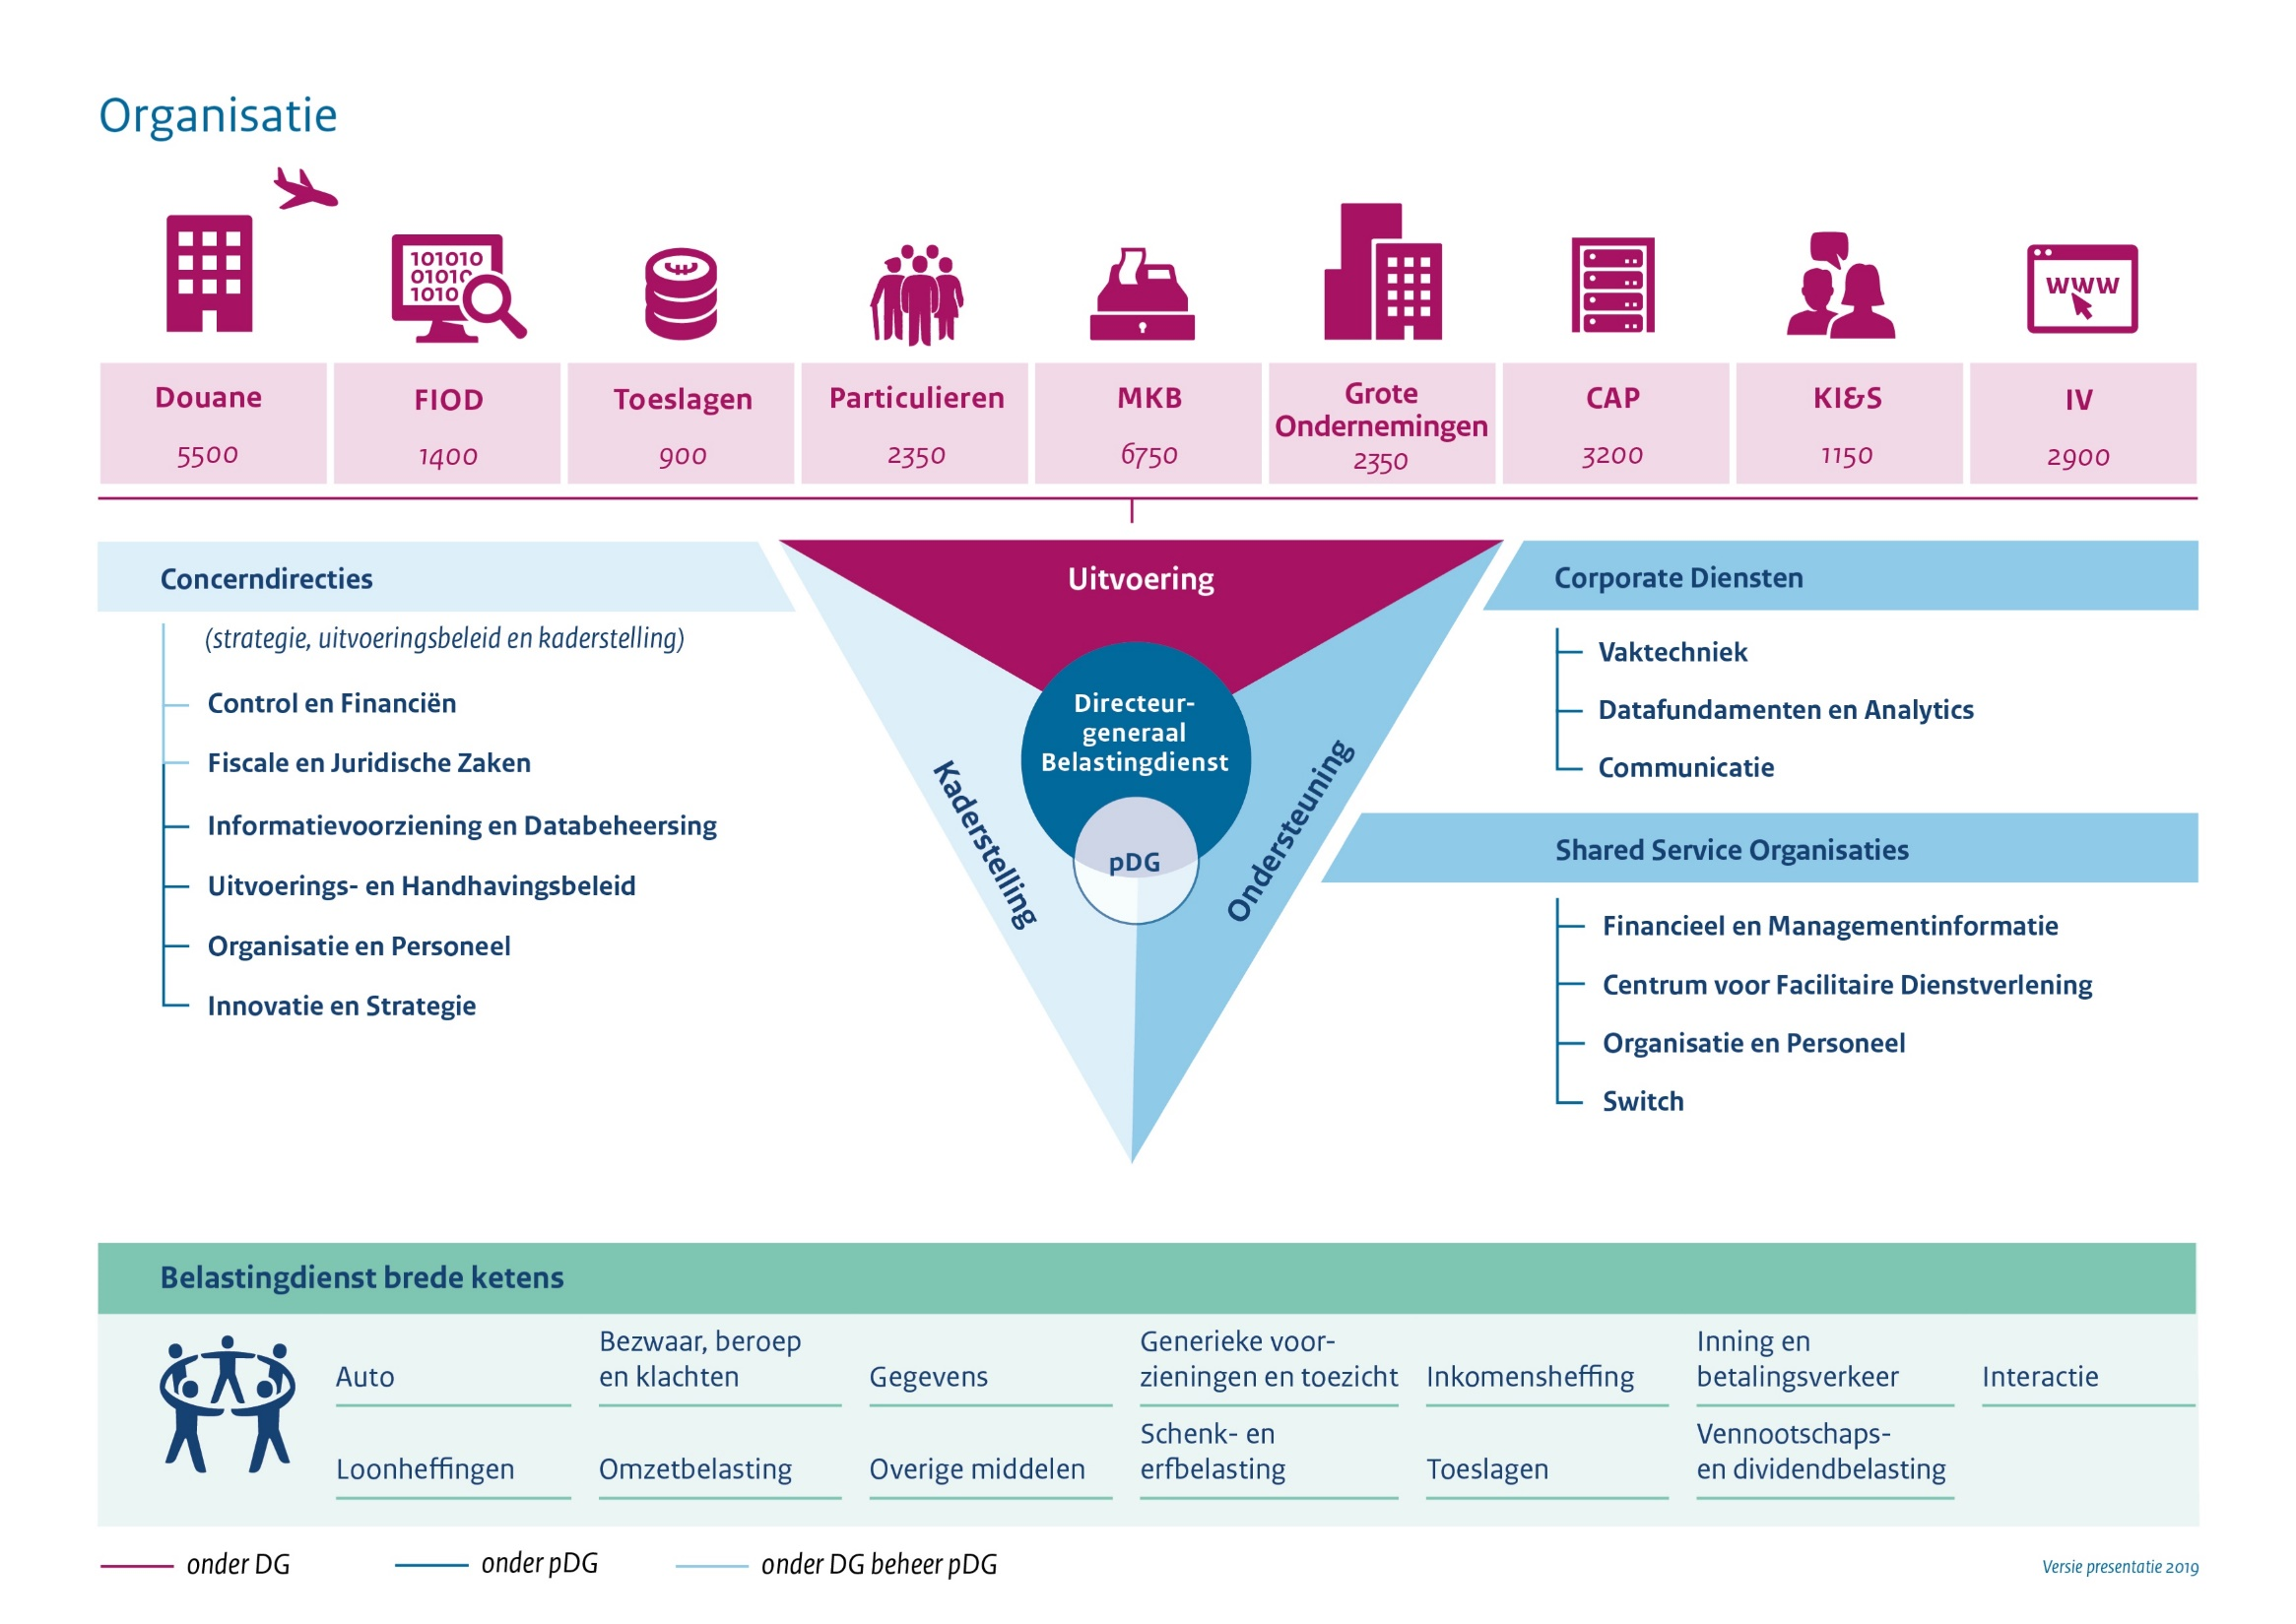 Organisatie
101010
01010
1010
www
Douane
5500
FIOD
1400
Toeslagen
900
Particulieren
2350
MKB
6750
Grote
Ondernemingen
2350
CAP
3200
KI&S
1150
IV
2900
Concerndirecties
(strategie, uitvoeringsbeleid en kaderstelling)
Control en Financiën
Fiscale en Juridische Zaken
Informatievoorziening en Databeheersing
Uitvoerings- en Handhavingsbeleid
Organisatie en Personeel
Innovatie en Strategie
Uitvoering
Directeur-
generaal
Belastingdienst
pDG
Kaderstelling
Ondersteuning
Corporate Diensten
Vaktechniek
Datafundamenten en Analytics
Communicatie
Shared Service Organisaties
Financieel en Managementinformatie
Centrum voor Facilitaire Dienstverlening
Organisatie en Personeel
Switch
Belastingdienst brede ketens
Auto
Bezwaar, beroep
en klachten
Gegevens
Generieke voor-
zieningen en toezicht
Inkomensheffing
Inning en
betalingsverkeer
Interactie
Loonheffingen
Omzetbelasting
Overige middelen
Schenk- en
erfbelasting
Toeslagen
Vennootschaps-
en dividendbelasting
onder DG
onder pDG
onder DG beheer pDG
Versie presentatie 2019